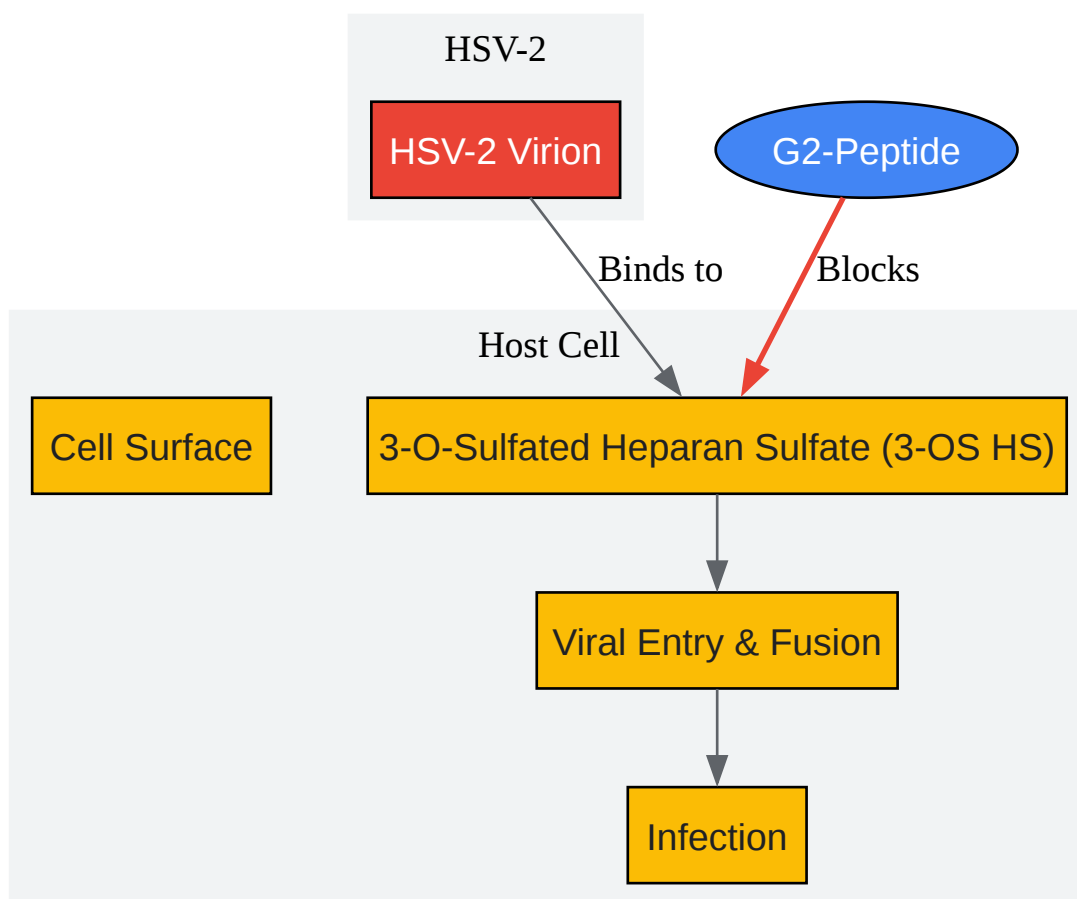 HSV-2
HSV-2 Virion
G2-Peptide
Binds to
Blocks
Host Cell
Cell Surface
3-O-Sulfated Heparan Sulfate (3-OS HS)
Viral Entry & Fusion
Infection